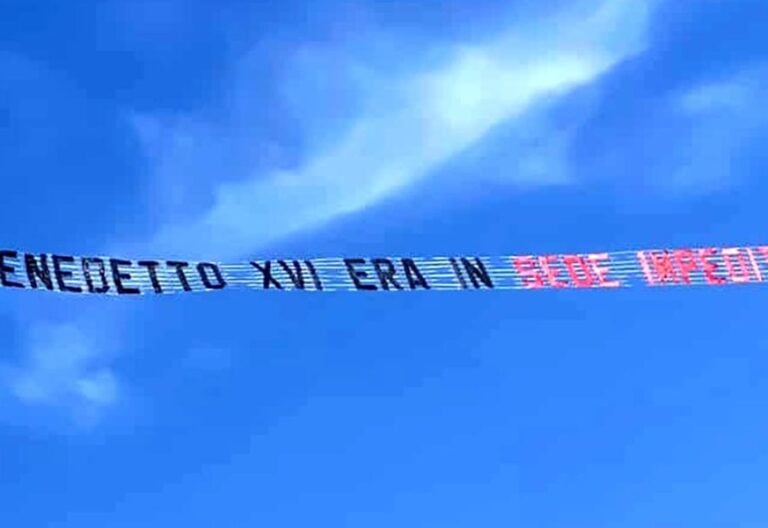 ENEDETTO XVI ERA IN SEDE IMPEDI